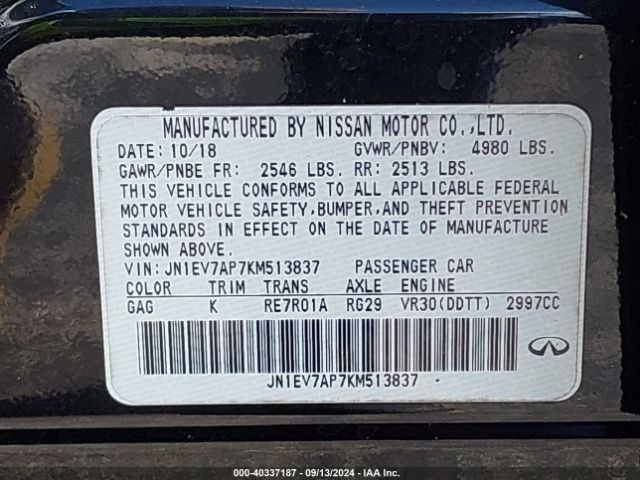 MANUFACTURED BY NISSAN MOTOR CO.,LTD.
DATE: 10/18 GVWR/PNBV: 4980 LBS.
GAWR/PNBE FR: 2546 LBS. RR: 2513 LBS.
THIS VEHICLE CONFORMS TO ALL APPLICABLE FEDERAL
MOTOR VEHICLE SAFETY,BUMPER,AND THEFT PREVENTION
STANDARDS IN EFFECT ON THE DATE OF MANUFACTURE
SHOWN ABOVE.
VIN: JN1EV7AP7KM513837 PASSENGER CAR
COLOR TRIM TRANS AXLE ENGINE
GAG K RE7R01A RG29 VR30(DDTT) 2997CC
JN1EV7AP7KM513837
000-40337187 - 09/13/2024 - IAA Inc.